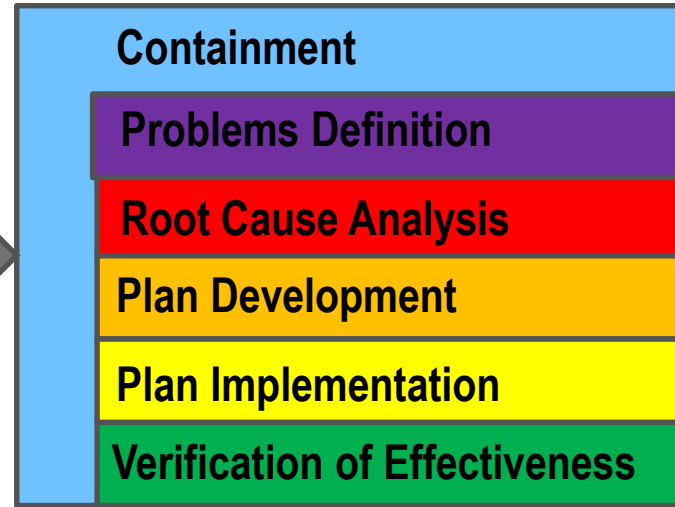 Containment
Problems Definition
Root Cause Analysis
Plan Development
Plan Implementation
Verification of Effectiveness